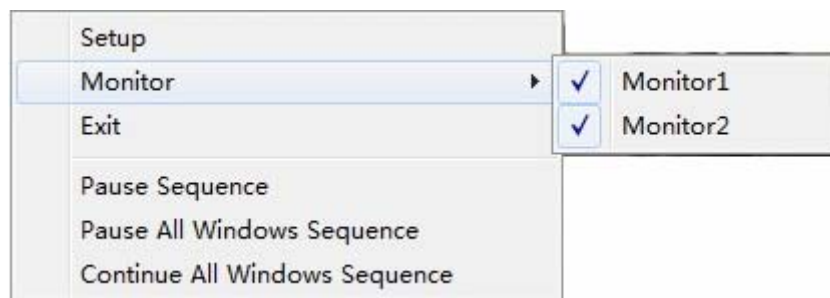 Setup
Monitor
Monitor1
Monitor2
Exit
Pause Sequence
Pause All Windows Sequence
Continue All Windows Sequence